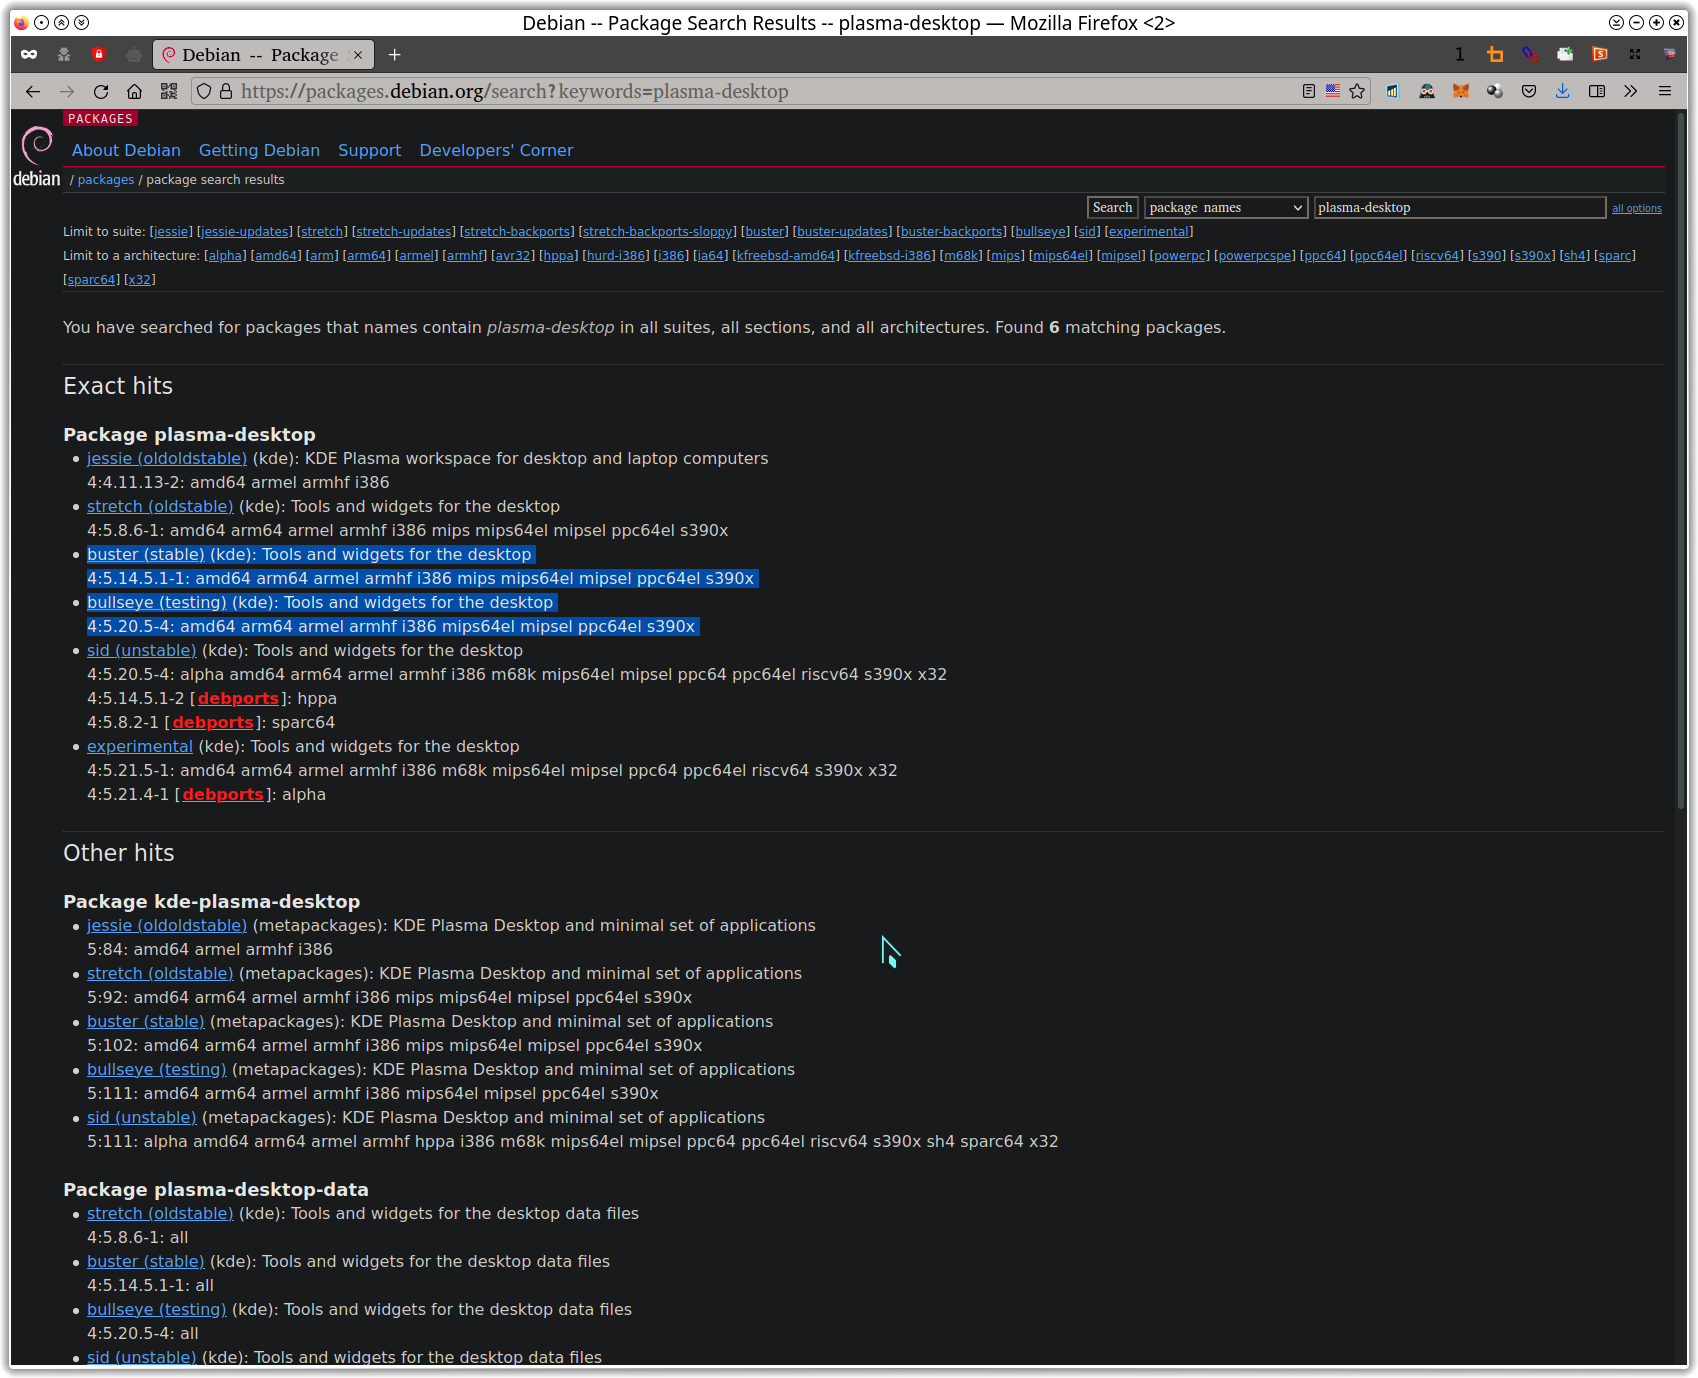 Debian -- Package Search Results -- plasma-desktop — Mozilla Firefox <2>
Debian -- Package
1
https://packages.debian.org/search?keywords=plasma-desktop
PACKAGES
About Debian Getting Debian Support Developers' Corner
debian
/ packages / package search results
Search package names plasma-desktop all options
Limit to suite: [jessie] [jessie-updates] [stretch] [stretch-updates] [stretch-backports] [stretch-backports-sloppy] [buster] [buster-updates] [buster-backports] [bullseye] [sid] [experimental]
Limit to a architecture: [alpha] [amd64] [arm] [arm64] [armel] [armhf] [avr32] [hppa] [hurd-i386] [i386] [ia64] [kfreebsd-amd64] [kfreebsd-i386] [m68k] [mips] [mips64el] [mipsel] [powerpc] [powerpcspe] [ppc64] [ppc64el] [riscv64] [s390] [s390x] [sh4] [sparc]
[sparc64] [x32]
You have searched for packages that names contain plasma-desktop in all suites, all sections, and all architectures. Found 6 matching packages.
Exact hits
Package plasma-desktop
jessie (oldoldstable) (kde): KDE Plasma workspace for desktop and laptop computers
4:4.11.13-2: amd64 armel armhf i386
stretch (oldstable) (kde): Tools and widgets for the desktop
4:5.8.6-1: amd64 arm64 armel armhf i386 mips mips64el mipsel ppc64el s390x
buster (stable) (kde): Tools and widgets for the desktop
4:5.14.5.1-1: amd64 arm64 armel armhf i386 mips mips64el mipsel ppc64el s390x
bullseye (testing) (kde): Tools and widgets for the desktop
4:5.20.5-4: amd64 arm64 armel armhf i386 mips64el mipsel ppc64el s390x
sid (unstable) (kde): Tools and widgets for the desktop
4:5.20.5-4: alpha amd64 arm64 armel armhf i386 m68k mips64el mipsel ppc64 ppc64el riscv64 s390x x32
4:5.14.5.1-2 [debports]: hppa
4:5.8.2-1 [debports]: sparc64
experimental (kde): Tools and widgets for the desktop
4:5.21.5-1: amd64 arm64 armel armhf i386 m68k mips64el mipsel ppc64 ppc64el riscv64 s390x x32
4:5.21.4-1 [debports]: alpha
Other hits
Package kde-plasma-desktop
jessie (oldoldstable) (metapackages): KDE Plasma Desktop and minimal set of applications
5:84: amd64 armel armhf i386
stretch (oldstable) (metapackages): KDE Plasma Desktop and minimal set of applications
5:92: amd64 arm64 armel armhf i386 mips mips64el mipsel ppc64el s390x
buster (stable) (metapackages): KDE Plasma Desktop and minimal set of applications
5:102: amd64 arm64 armel armhf i386 mips mips64el mipsel ppc64el s390x
bullseye (testing) (metapackages): KDE Plasma Desktop and minimal set of applications
5:111: amd64 arm64 armel armhf i386 mips64el mipsel ppc64el s390x
sid (unstable) (metapackages): KDE Plasma Desktop and minimal set of applications
5:111: alpha amd64 arm64 armel armhf hppa i386 m68k mips64el mipsel ppc64 ppc64el riscv64 s390x sh4 sparc64 x32
Package plasma-desktop-data
stretch (oldstable) (kde): Tools and widgets for the desktop data files
4:5.8.6-1: all
buster (stable) (kde): Tools and widgets for the desktop data files
4:5.14.5.1-1: all
bullseye (testing) (kde): Tools and widgets for the desktop data files
4:5.20.5-4: all
sid (unstable) (kde): Tools and widgets for the desktop data files